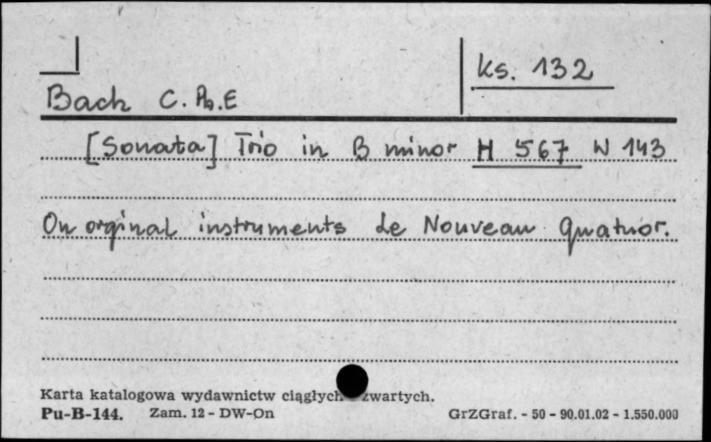 ks. 132
Bach C. Ph. E
[Sonata] Trio in B minor H 567 W 143
On orginal instruments Le Nouveau Quatuor.
Karta katalogowa wydawnictw ciągłych zwartych.
Pu-B-144. Zam. 12 - DW-On GrZGraf. - 50 - 90.01.02 - 1.550.000